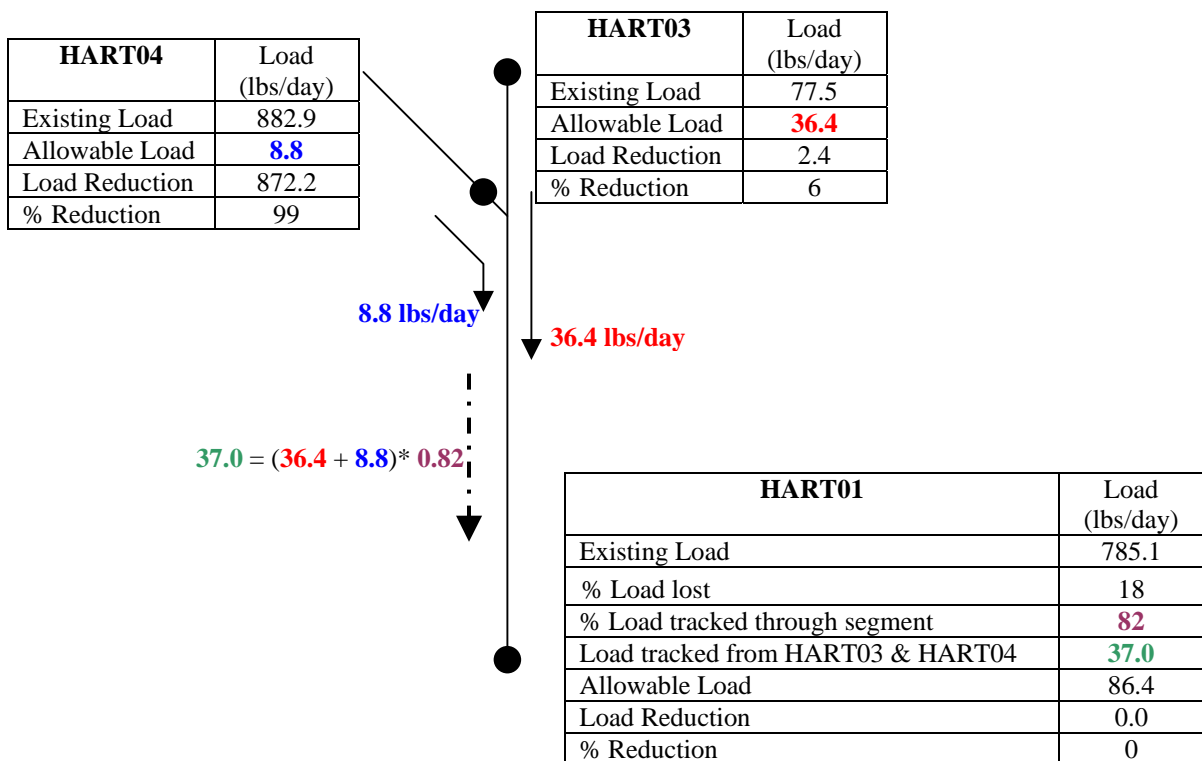 HART04 Load
(lbs/day)
Existing Load 882.9
Allowable Load 8.8
Load Reduction 872.2
% Reduction 99
HART03 Load
(lbs/day)
Existing Load 77.5
Allowable Load 36.4
Load Reduction 2.4
% Reduction 6
8.8 lbs/day
36.4 lbs/day
37.0 = (36.4 + 8.8)* 0.82
HART01 Load
(lbs/day)
Existing Load 785.1
% Load lost 18
% Load tracked through segment 82
Load tracked from HART03 & HART04 37.0
Allowable Load 86.4
Load Reduction 0.0
% Reduction 0